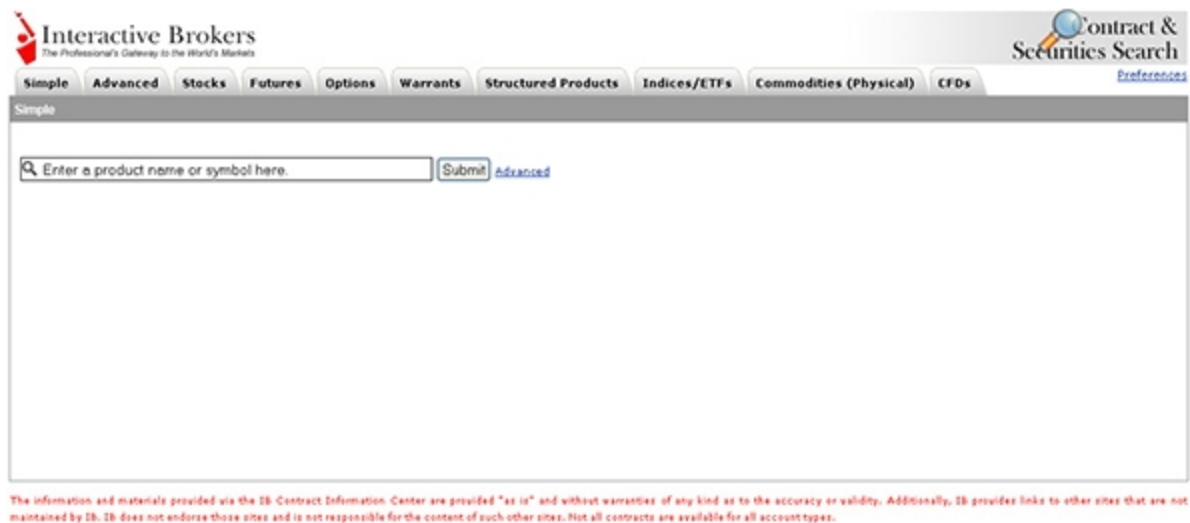 Interactive Brokers
The Professional's Gateway to the World's Markets
Contract &
Securities Search
Preferences
Simple Advanced Stocks Futures Options Warrants Structured Products Indices/ETFs Commodities (Physical) CFDs
Simple
Enter a product name or symbol here. Submit Advanced
The information and materials provided via the IB Contract Information Center are provided "as is" and without warranties of any kind as to the accuracy or validity. Additionally, IB provides links to other sites that are not
maintained by IB. IB does not endorse those sites and is not responsible for the content of such other sites. Not all contracts are available for all account types.